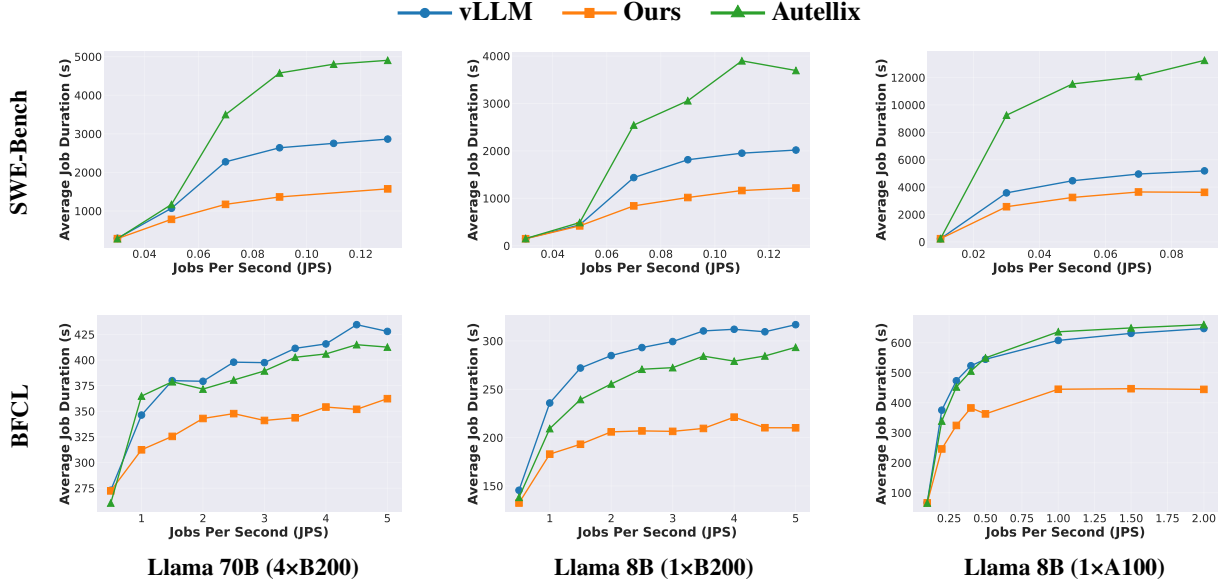 vLLM Ours Autellix
SWE-Bench
Average Job Duration (s)
5000
4000
3000
2000
1000
0.04 0.06 0.08 0.10 0.12
Jobs Per Second (JPS)
Average Job Duration (s)
4000
3000
2000
1000
0
0.04 0.06 0.08 0.10 0.12
Jobs Per Second (JPS)
Average Job Duration (s)
12000
10000
8000
6000
4000
2000
0
0.02 0.04 0.06 0.08
Jobs Per Second (JPS)
BFCL
Average Job Duration (s)
425
400
375
350
325
300
275
1 2 3 4 5
Jobs Per Second (JPS)
Llama 70B (4×B200)
Average Job Duration (s)
300
250
200
150
1 2 3 4 5
Jobs Per Second (JPS)
Llama 8B (1×B200)
Average Job Duration (s)
600
500
400
300
200
100
0.25 0.50 0.75 1.00 1.25 1.50 1.75 2.00
Jobs Per Second (JPS)
Llama 8B (1×A100)